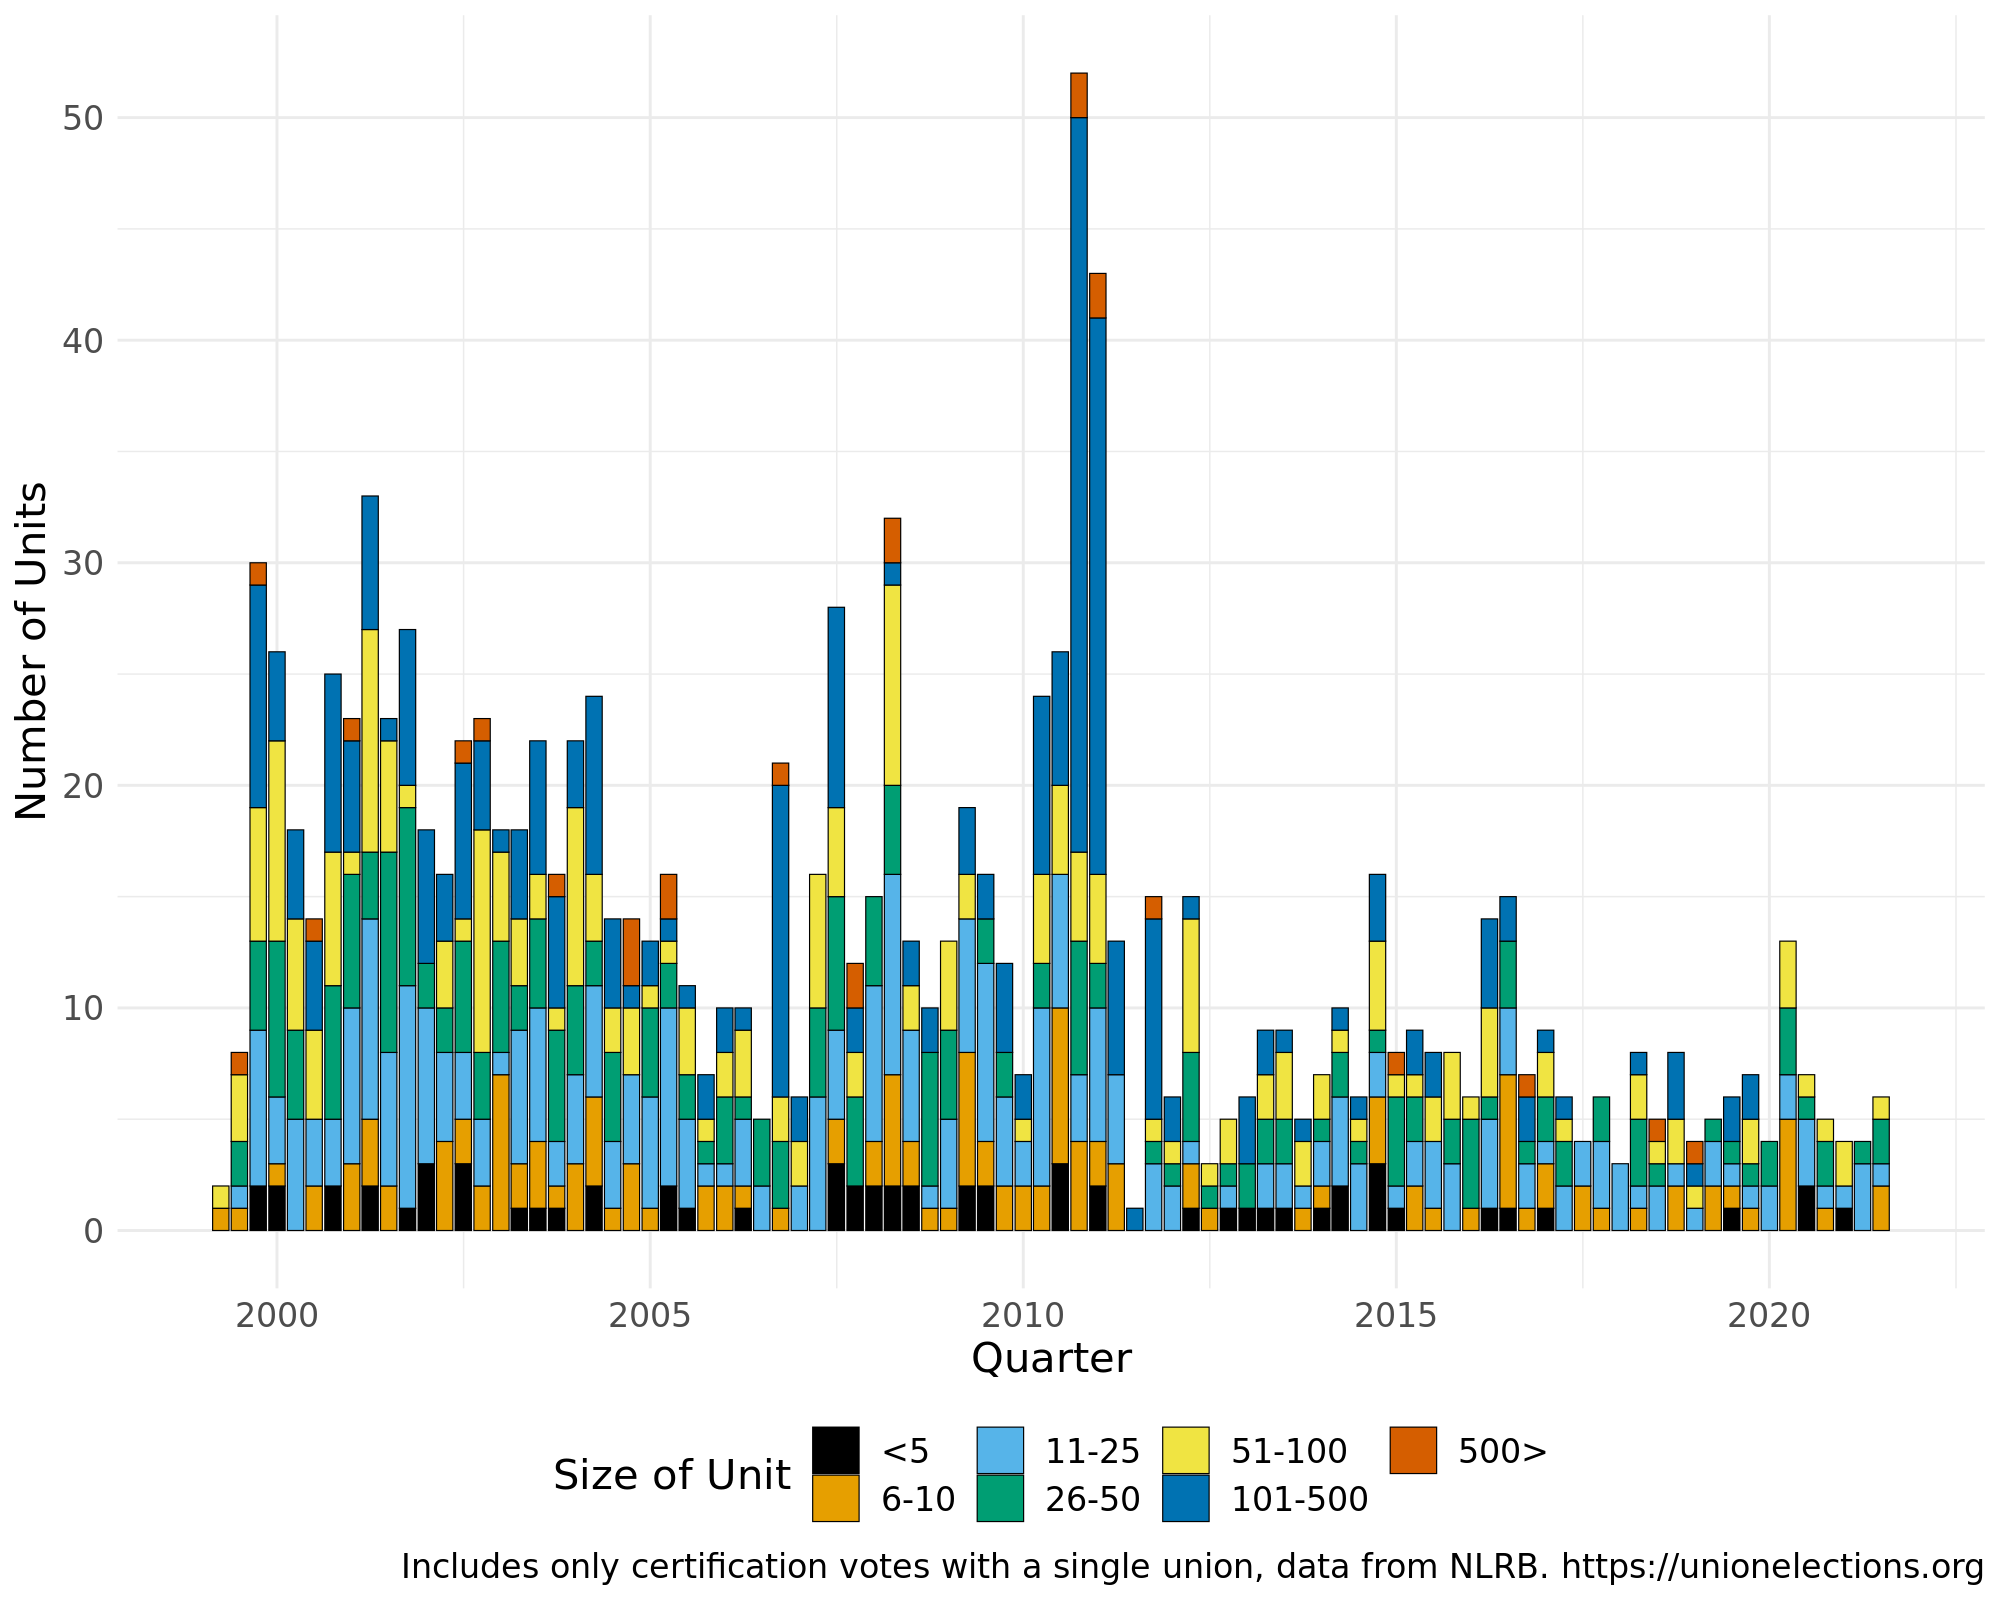 50
40
30
20
10
0
Number of Units
2000 2005 2010 2015 2020
Quarter
Size of Unit
<5 11-25 51-100 500>
6-10 26-50 101-500
Includes only certification votes with a single union, data from NLRB. https://unionelections.org